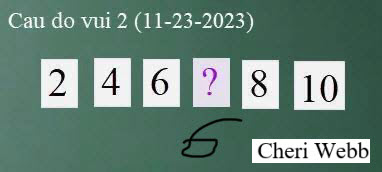 Cau do vui 2 (11-23-2023)
2 4 6 ? 8 10
Cheri Webb